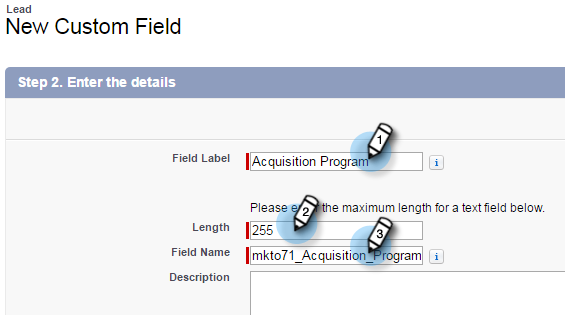 Lead
New Custom Field
Step 2. Enter the details
Field Label Acquisition Program i
1
Please enter the maximum length for a text field below.
2
Length 255
3
Field Name mkto71_Acquisition_Program i
Description